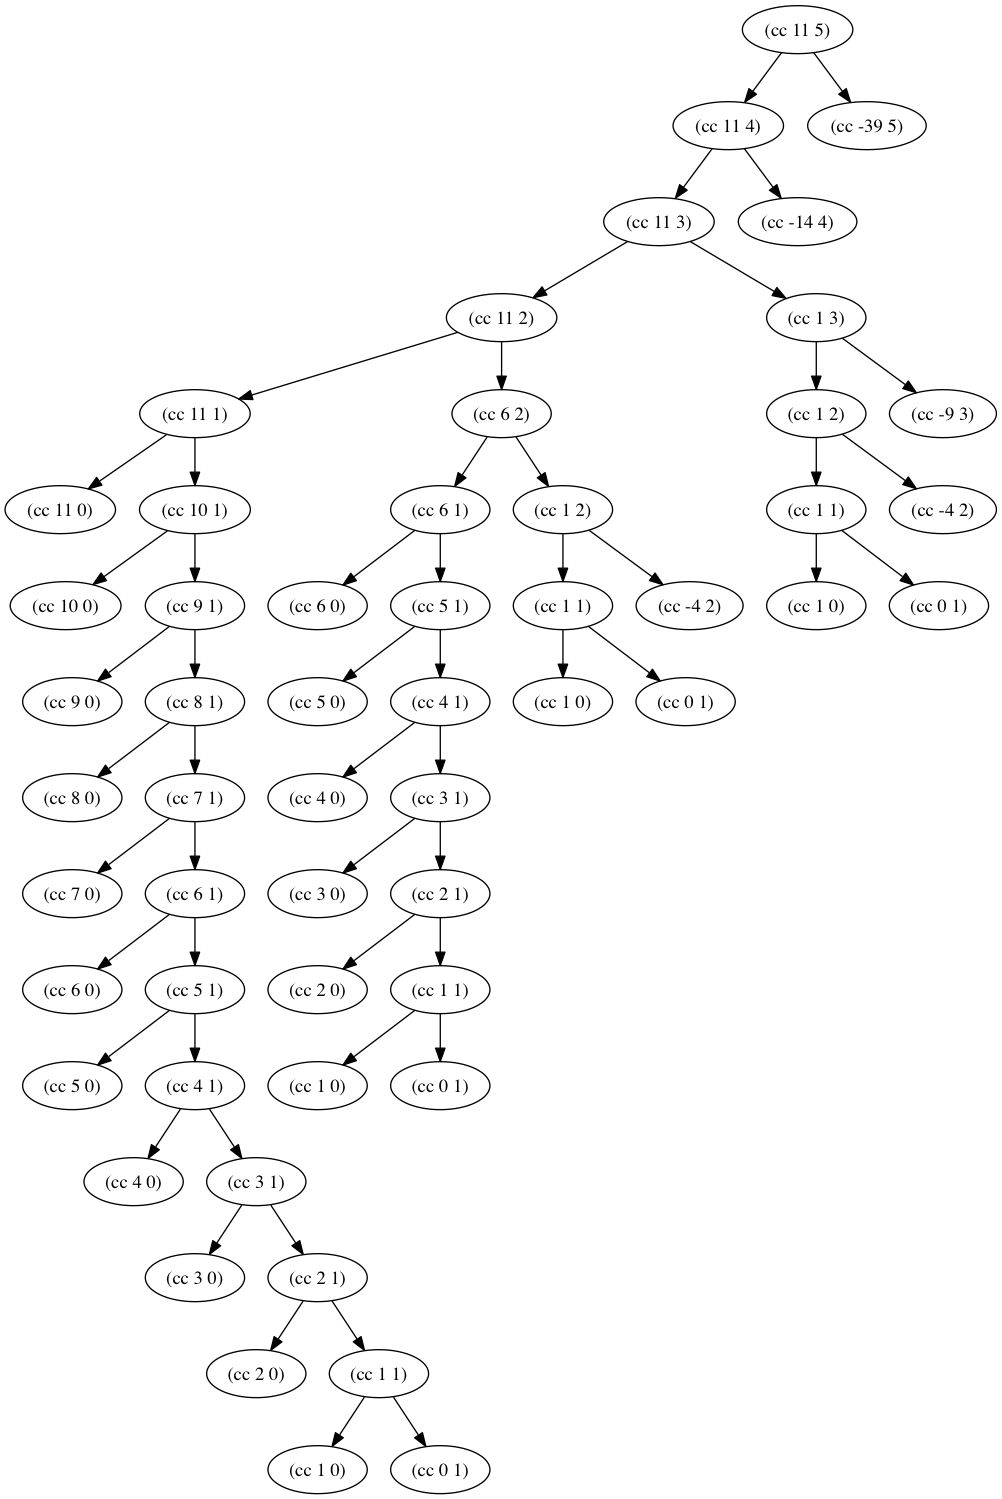 (cc 11 5)
(cc 11 4) (cc -39 5)
(cc 11 3) (cc -14 4)
(cc 11 2) (cc 1 3)
(cc 11 1) (cc 6 2) (cc 1 2) (cc -9 3)
(cc 11 0) (cc 10 1) (cc 6 1) (cc 1 2) (cc 1 1) (cc -4 2)
(cc 10 0) (cc 9 1) (cc 6 0) (cc 5 1) (cc 1 1) (cc -4 2) (cc 1 0) (cc 0 1)
(cc 9 0) (cc 8 1) (cc 5 0) (cc 4 1) (cc 1 0) (cc 0 1)
(cc 8 0) (cc 7 1) (cc 4 0) (cc 3 1)
(cc 7 0) (cc 6 1) (cc 3 0) (cc 2 1)
(cc 6 0) (cc 5 1) (cc 2 0) (cc 1 1)
(cc 5 0) (cc 4 1) (cc 1 0) (cc 0 1)
(cc 4 0) (cc 3 1)
(cc 3 0) (cc 2 1)
(cc 2 0) (cc 1 1)
(cc 1 0) (cc 0 1)